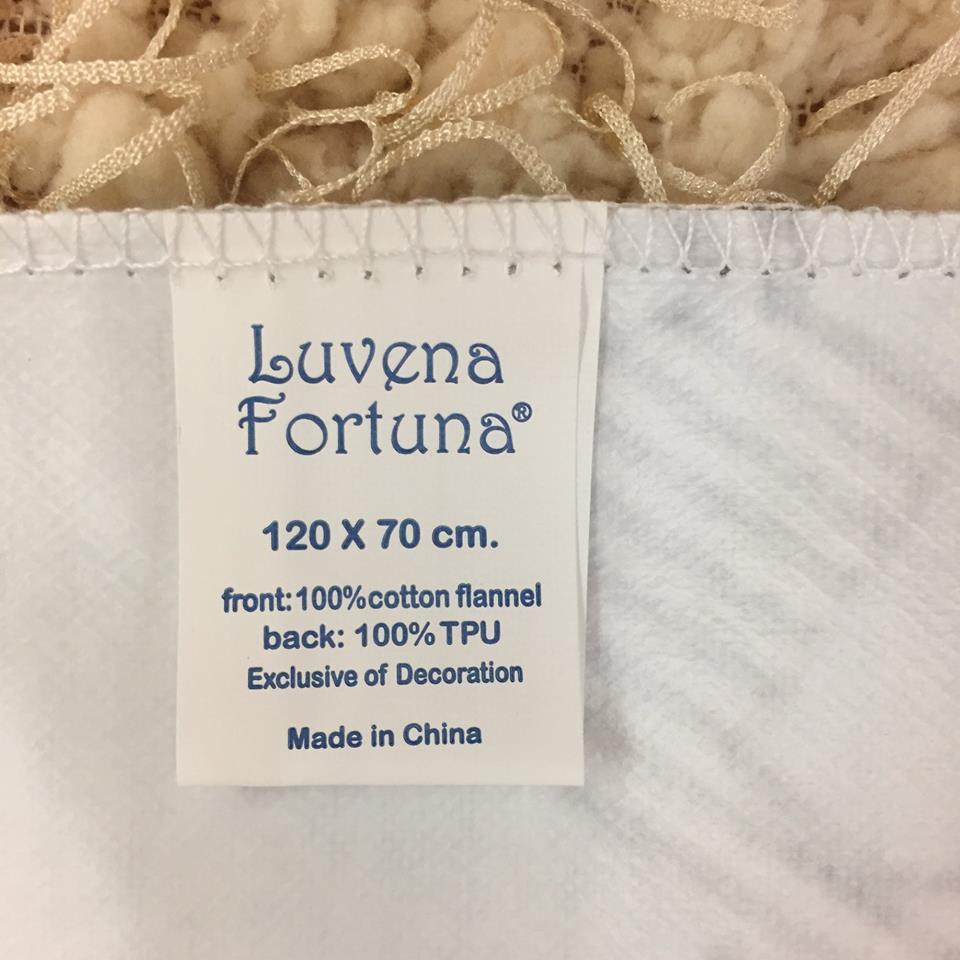 Luvena
Fortuna®
120 X 70 cm.
front:100%cotton flannel
back: 100% TPU
Exclusive of Decoration
Made in China